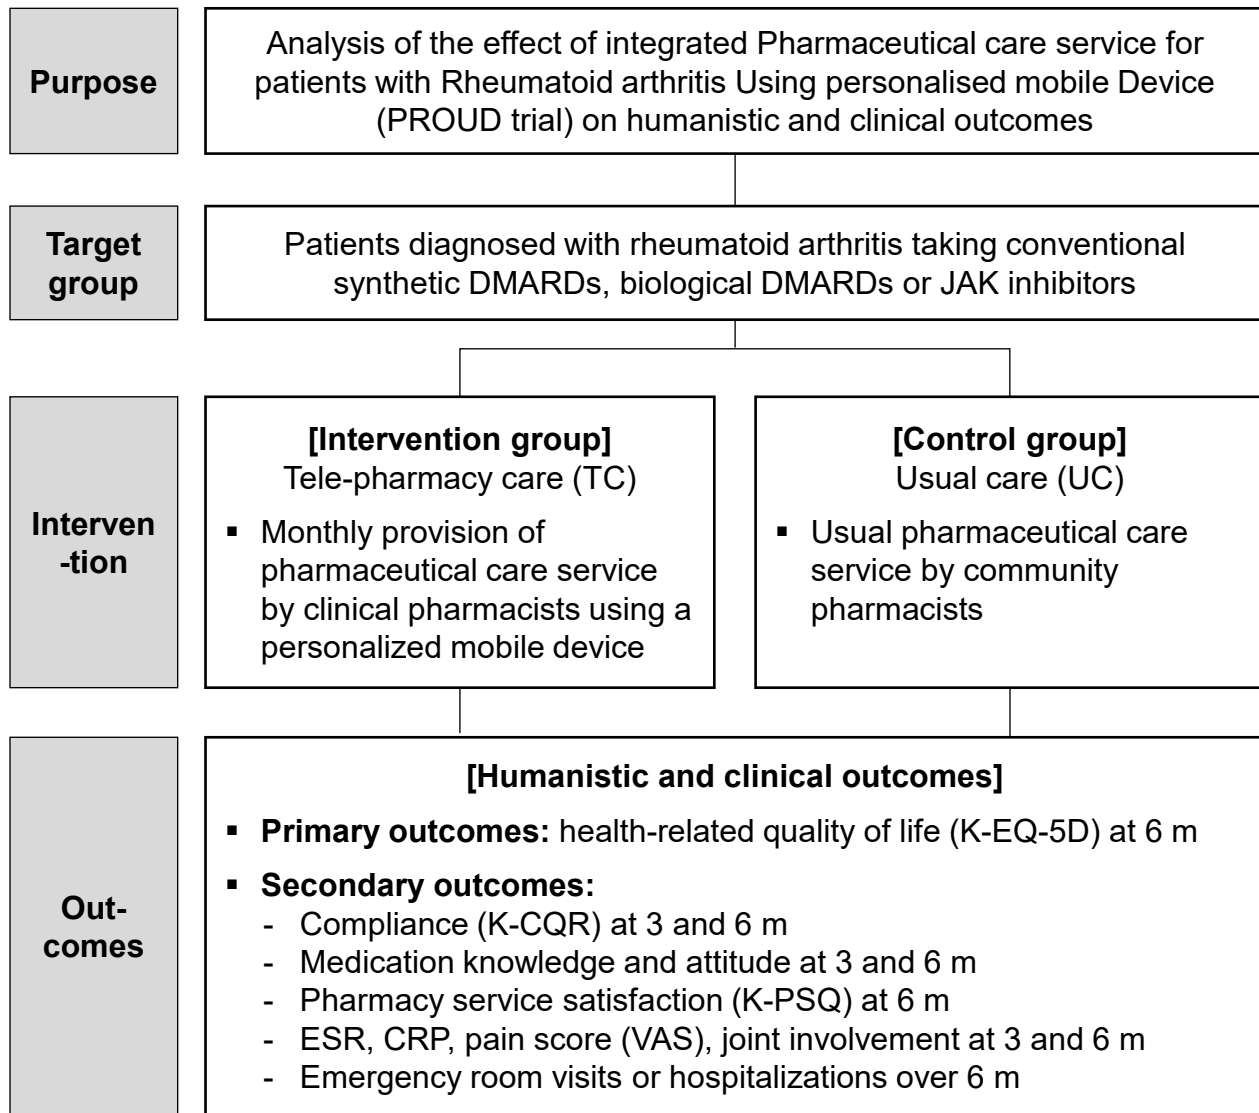 Purpose
Analysis of the effect of integrated Pharmaceutical care service for
patients with Rheumatoid arthritis Using personalised mobile Device
(PROUD trial) on humanistic and clinical outcomes
Target
group
Patients diagnosed with rheumatoid arthritis taking conventional
synthetic DMARDs, biological DMARDs or JAK inhibitors
Interven
-tion
[Intervention group]
Tele-pharmacy care (TC)
▪ Monthly provision of
pharmaceutical care service
by clinical pharmacists using a
personalized mobile device
[Control group]
Usual care (UC)
▪ Usual pharmaceutical care
service by community
pharmacists
Out-
comes
[Humanistic and clinical outcomes]
▪ Primary outcomes: health-related quality of life (K-EQ-5D) at 6 m
▪ Secondary outcomes:
- Compliance (K-CQR) at 3 and 6 m
- Medication knowledge and attitude at 3 and 6 m
- Pharmacy service satisfaction (K-PSQ) at 6 m
- ESR, CRP, pain score (VAS), joint involvement at 3 and 6 m
- Emergency room visits or hospitalizations over 6 m